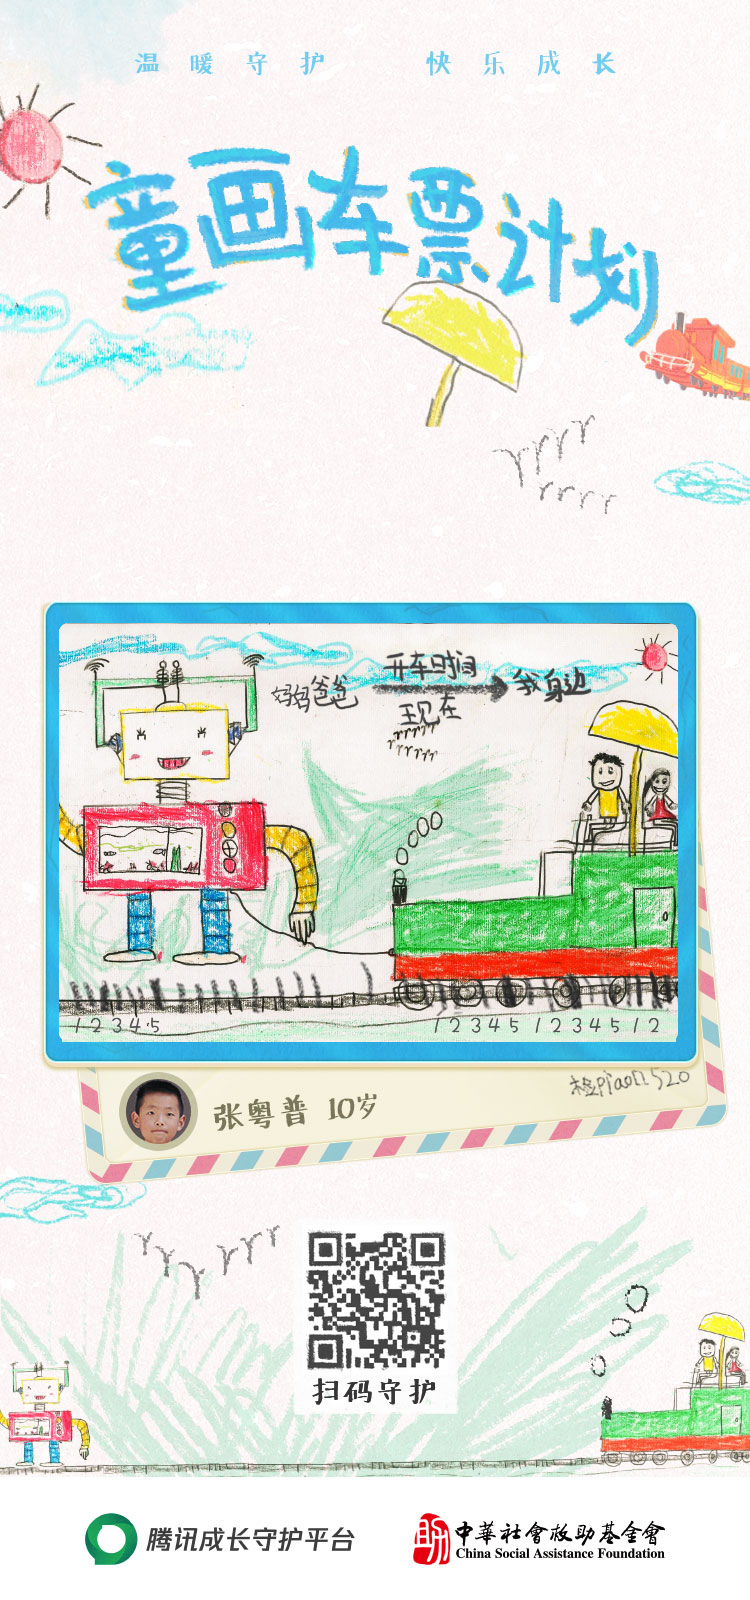 温暖守护 快乐成长
童画车票计划
开车时间
妈妈爸爸 我身边
现在
12345 12345 12345 12
张粤普 10岁
扫码守护
腾讯成长守护平台
助 中華社會救助基金會
China Social Assistance Foundation